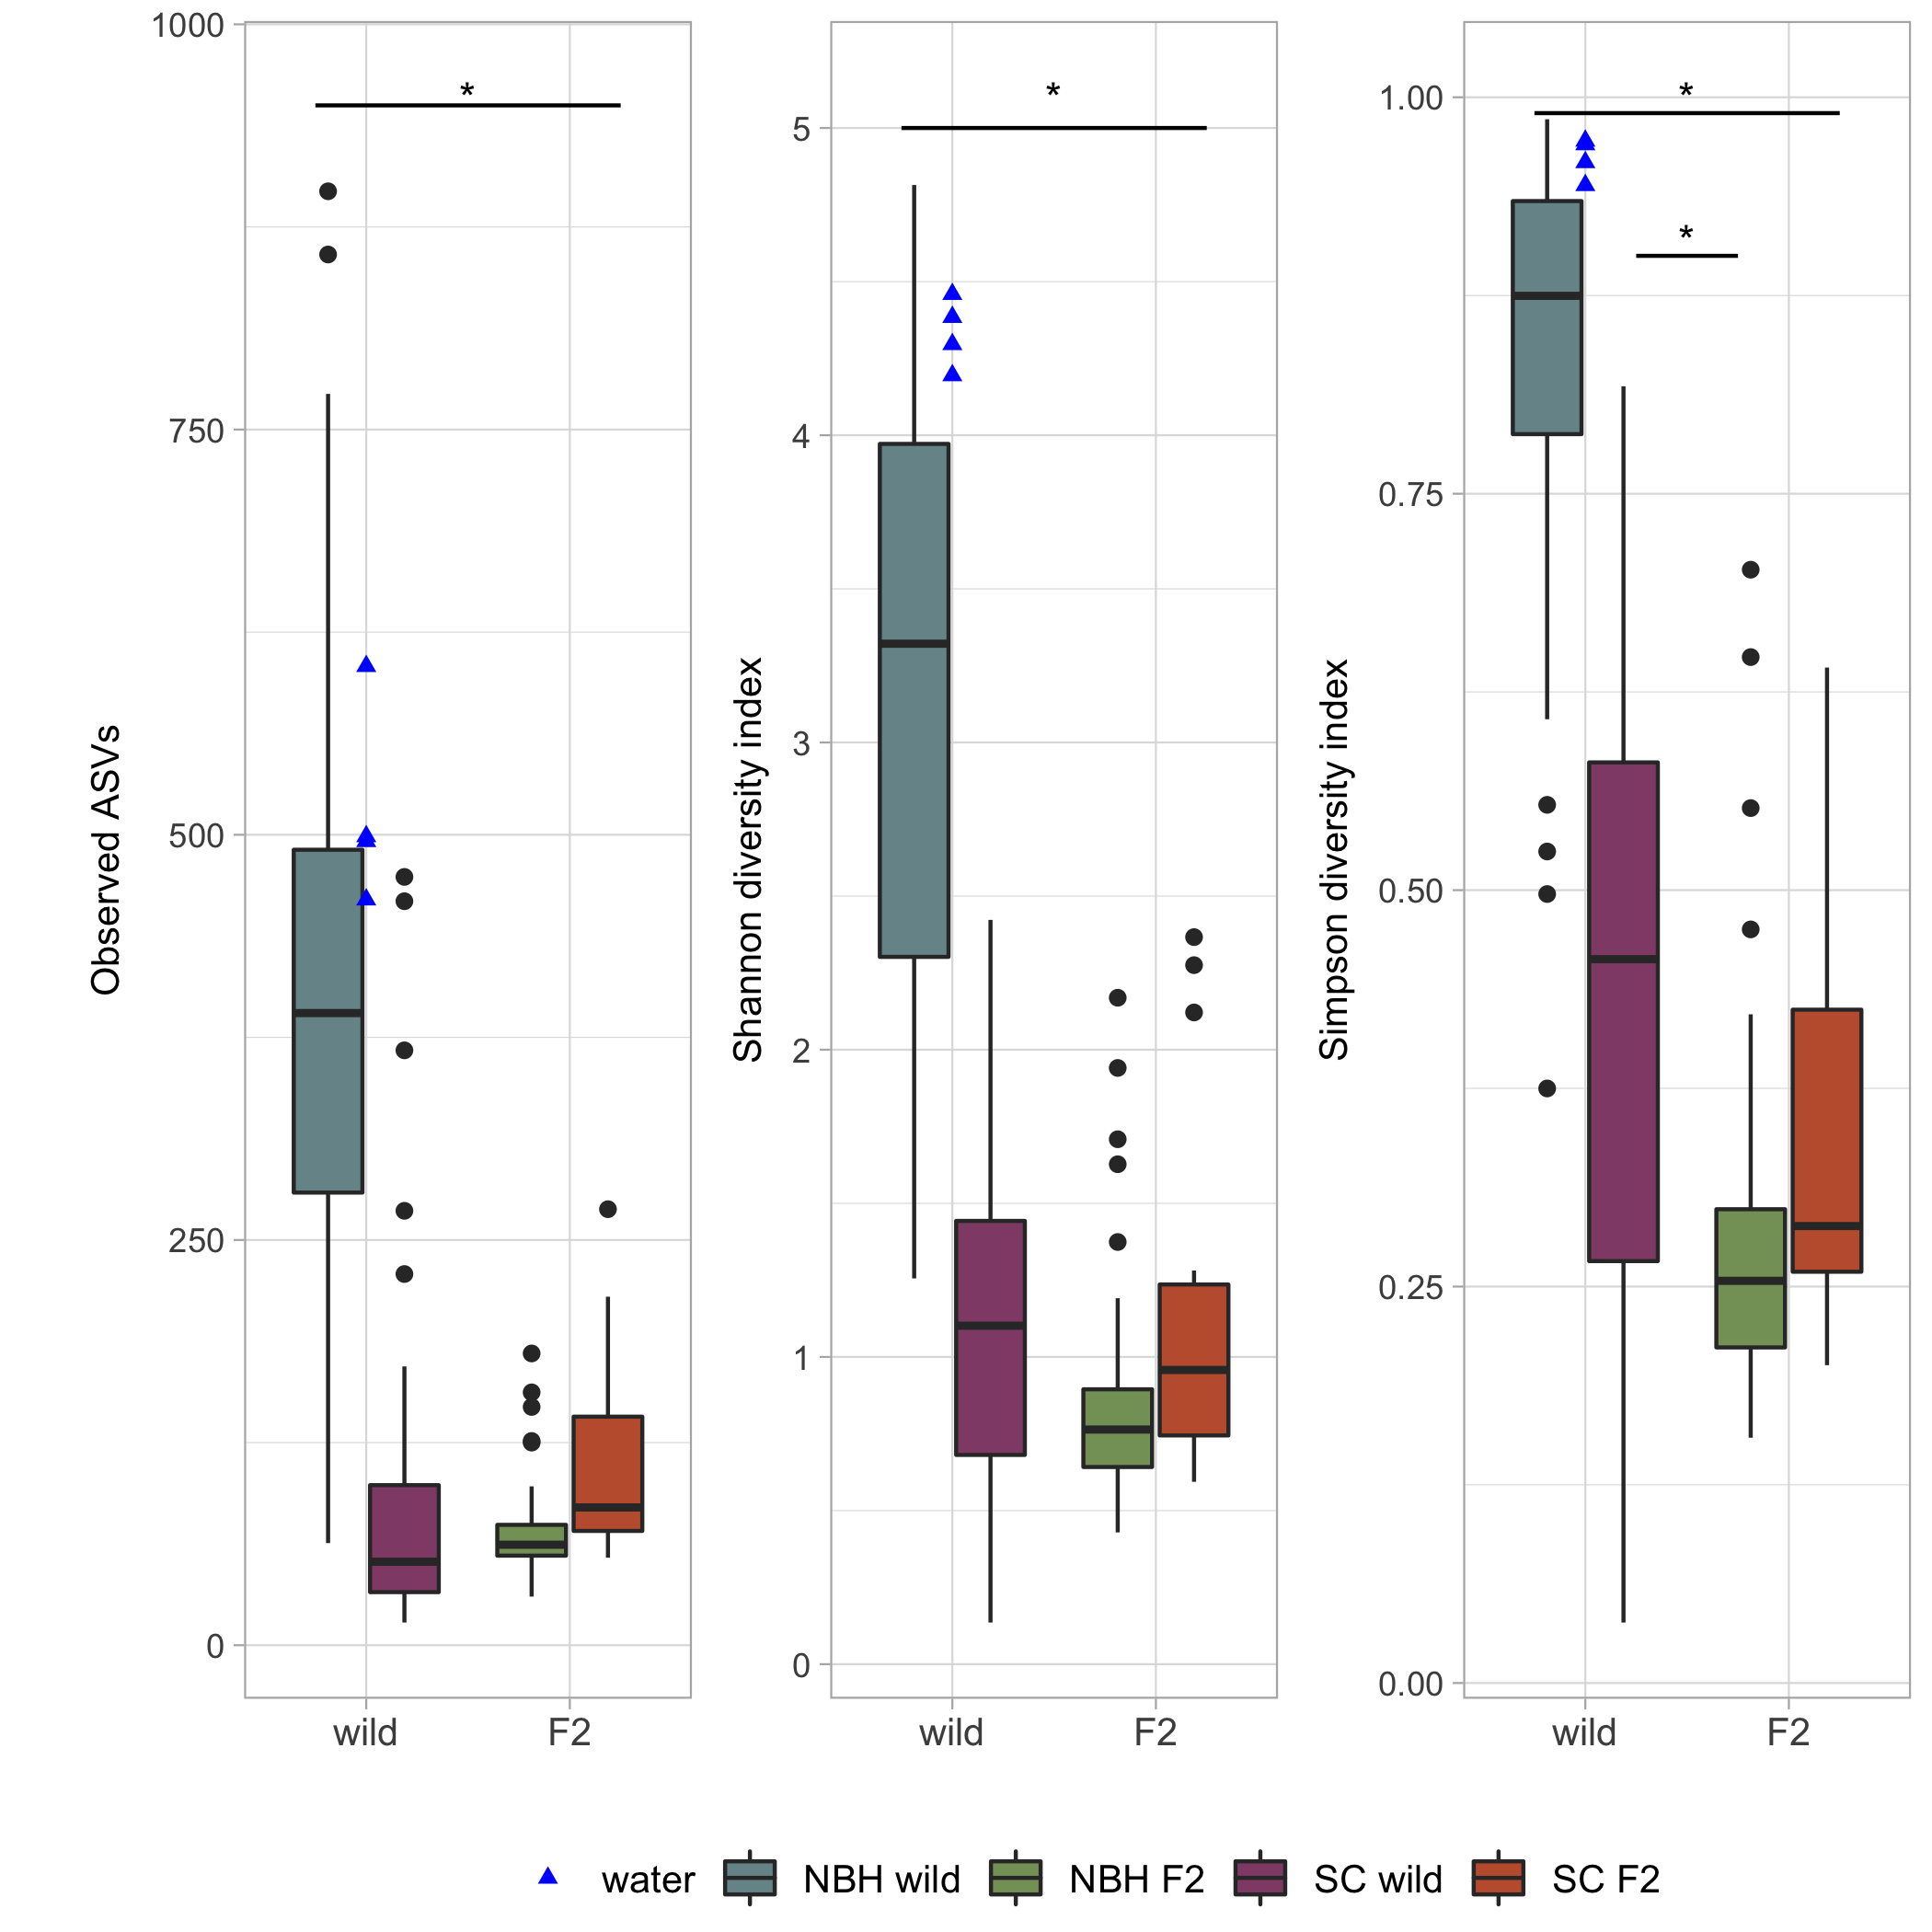 Observed ASVs
1000
750
500
250
0
*
wild F2
Shannon diversity index
5
4
3
2
1
0
*
wild F2
Simpson diversity index
1.00
0.75
0.50
0.25
0.00
*
*
wild F2
water NBH wild NBH F2 SC wild SC F2